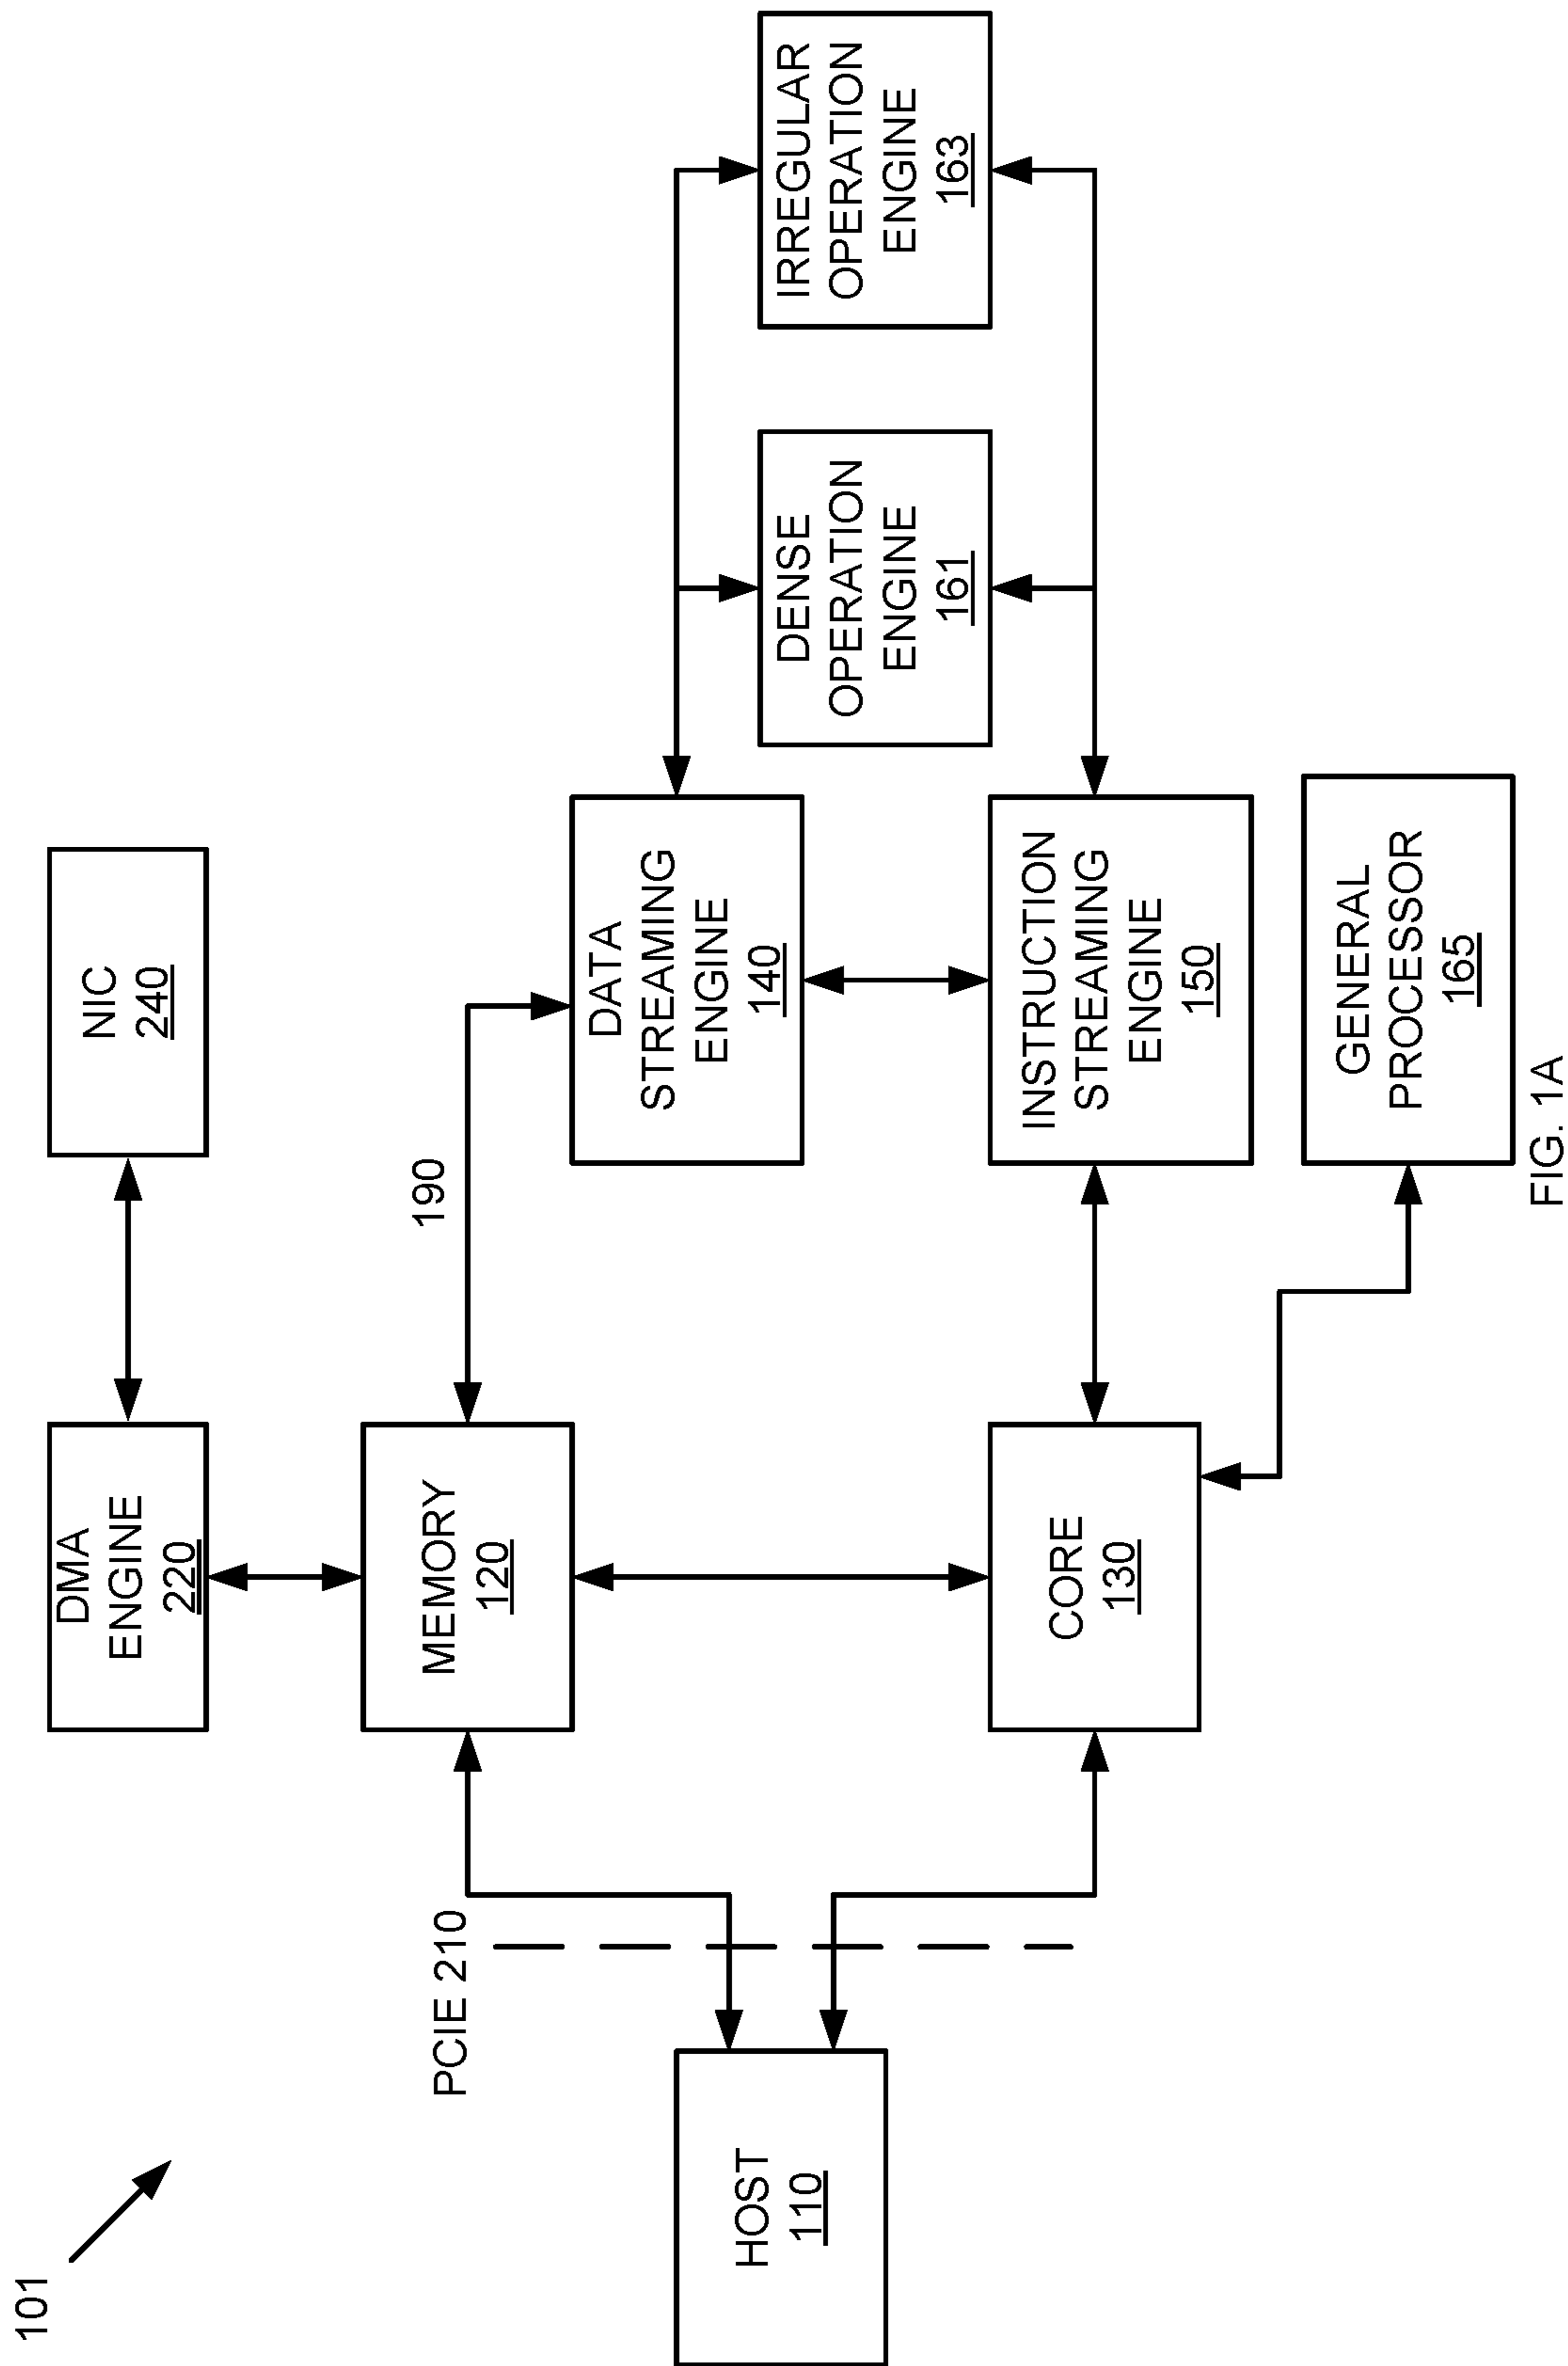 101
DMA
ENGINE
220
NIC
240
PCIE 210
190
MEMORY
120
HOST
110
DATA
STREAMING
ENGINE
140
DENSE
OPERATION
ENGINE
161
IRREGULAR
OPERATION
ENGINE
163
CORE
130
INSTRUCTION
STREAMING
ENGINE
150
GENERAL
PROCESSOR
165
FIG. 1A